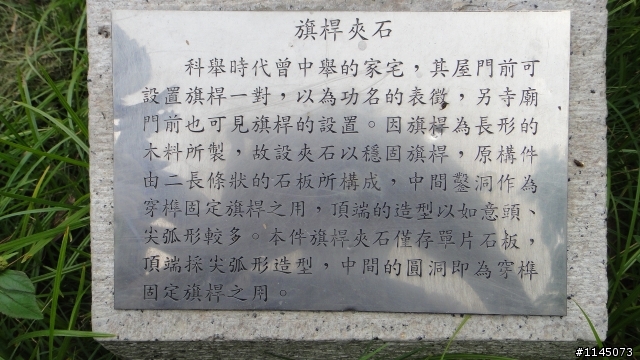 旗桿夾石
科舉時代曾中舉的家宅，其屋門前可
設置旗桿一對，以為功名的表徵，另寺廟
門前也可見旗桿的設置。因旗桿為長形的
木料所製，故設夾石以穩固旗桿，原構件
由二長條狀的石板所構成，中間鑿洞作為
穿榫固定旗桿之用，頂端的造型以如意頭、
尖弧形較多。本件旗桿夾石僅存單片石板，
頂端採尖弧形造型，中間的圓洞即為穿榫
固定旗桿之用。
#1145073